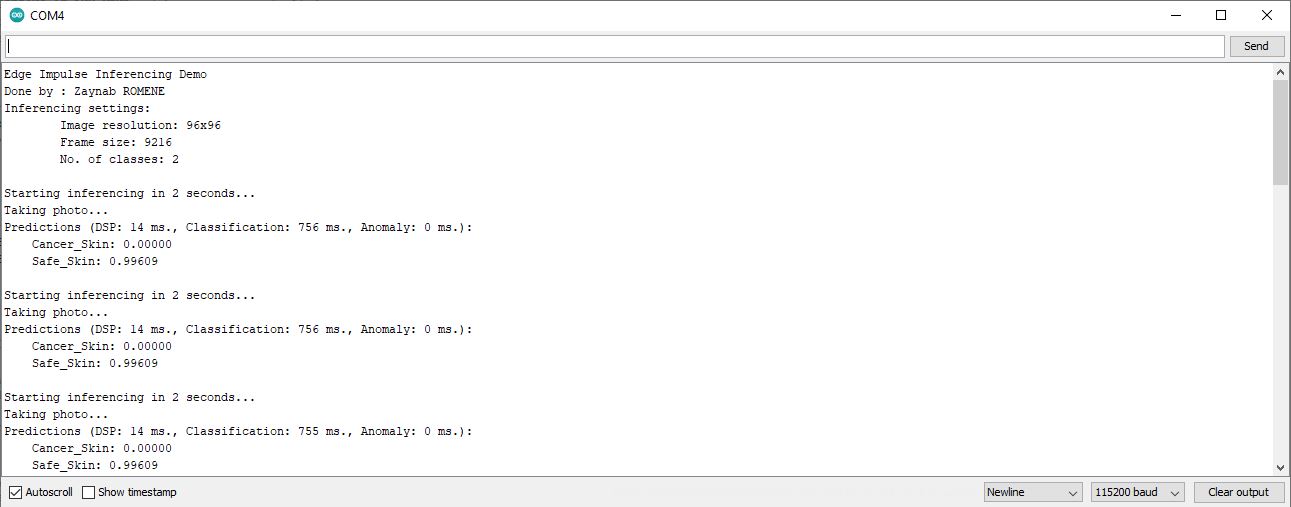 COM4
Send
Edge Impulse Inferencing Demo
Done by : Zaynab ROMENE
Inferencing settings:
Image resolution: 96x96
Frame size: 9216
No. of classes: 2
Starting inferencing in 2 seconds...
Taking photo...
Predictions (DSP: 14 ms., Classification: 756 ms., Anomaly: 0 ms.):
Cancer_Skin: 0.00000
Safe_Skin: 0.99609
Starting inferencing in 2 seconds...
Taking photo...
Predictions (DSP: 14 ms., Classification: 756 ms., Anomaly: 0 ms.):
Cancer_Skin: 0.00000
Safe_Skin: 0.99609
Starting inferencing in 2 seconds...
Taking photo...
Predictions (DSP: 14 ms., Classification: 755 ms., Anomaly: 0 ms.):
Cancer_Skin: 0.00000
Safe_Skin: 0.99609
Autoscroll Show timestamp Newline 115200 baud Clear output